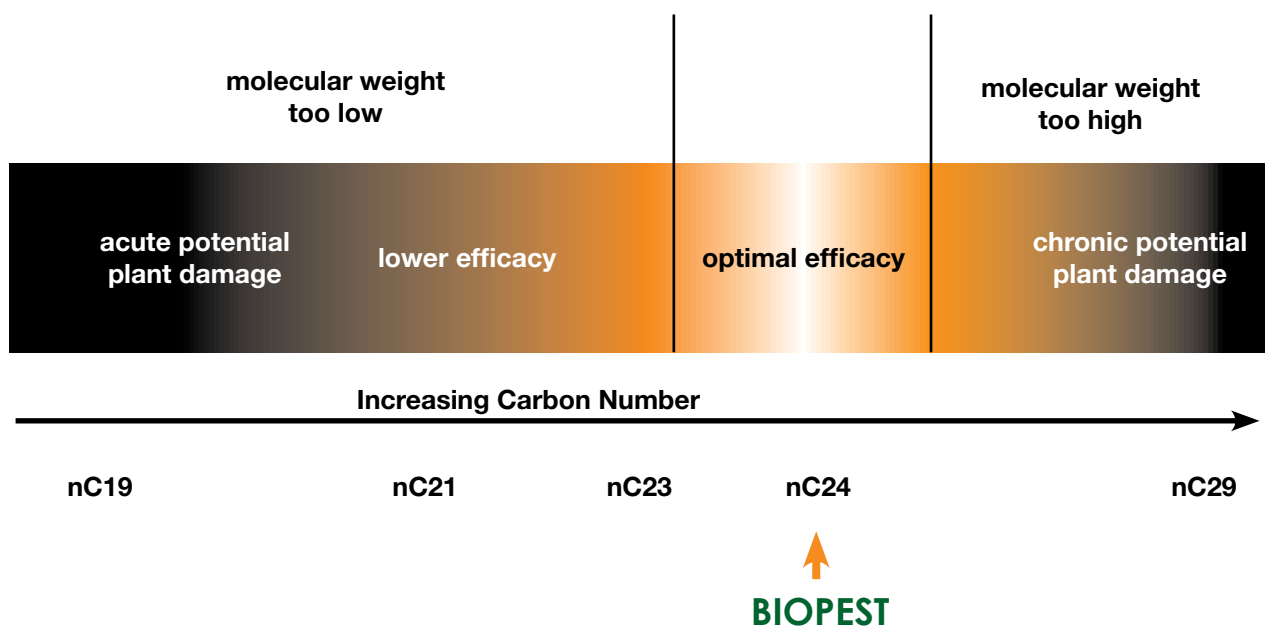 molecular weight
too low
molecular weight
too high
acute potential
plant damage
lower efficacy
optimal efficacy
chronic potential
plant damage
Increasing Carbon Number
nC19
nC21
nC23
nC24
nC29
BIOPEST